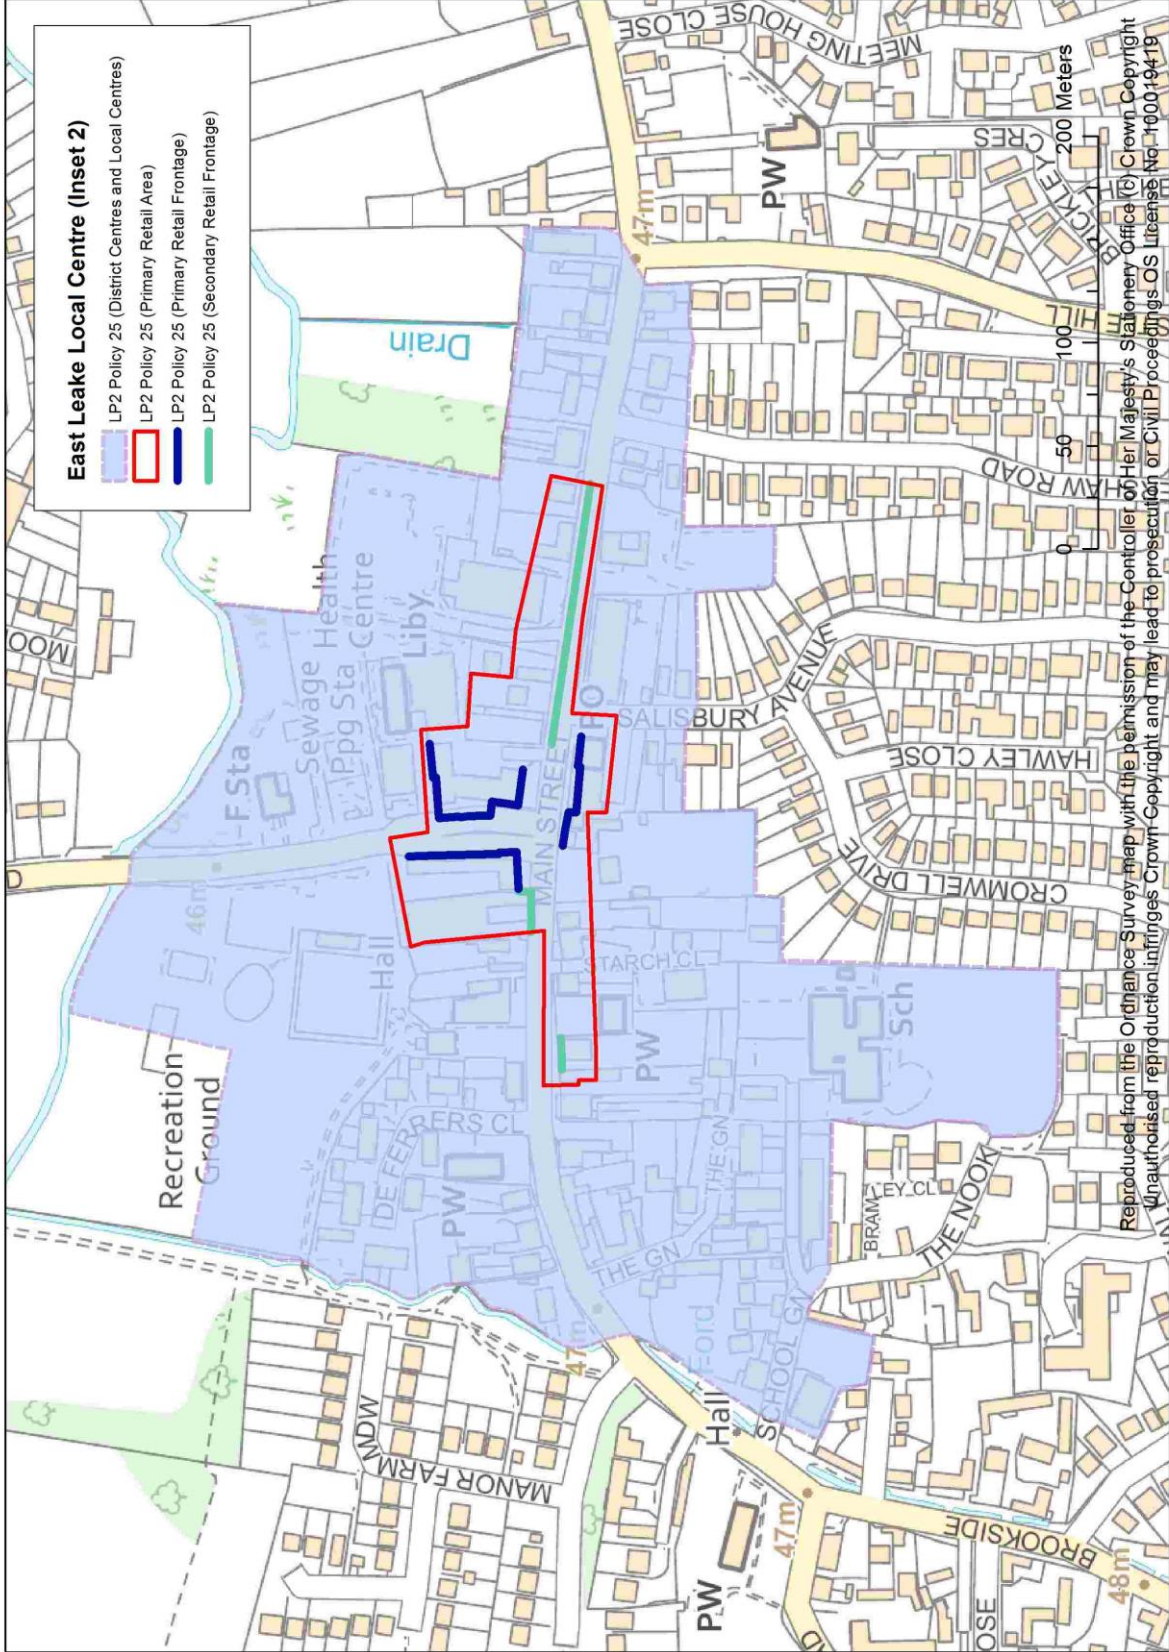 East Leake Local Centre (Inset 2)
LP2 Policy 25 (District Centres and Local Centres)
LP2 Policy 25 (Primary Retail Area)
LP2 Policy 25 (Primary Retail Frontage)
LP2 Policy 25 (Secondary Retail Frontage)
MEETING HOUSE CLOSE
MOOR
D
F Sta
46m
Sewage
Ppg Sta
Health
Centre
Liby
Drain
47m
PW
Recreation
Ground
Hall
DE FERRERS CL
PW
MAIN STREET
PO
SALISBURY AVENUE
STARCH CL
PW
THE GN
THE GN
Sch
HAWLEY CLOSE
CROMWELL DRIVE
SHAW ROAD
E HILL
BRICKLEY
CRES
MANOR FARM
MDW
47m
Ford
Hall
SCHOOL GN
THE NOOK
PW
47m
BROOKSIDE
48m
OSE
0 50 100 200 Meters
Reproduced from the Ordnance Survey map with the permission of the Controller of Her Majesty's Stationery Office (c) Crown Copyright
Unauthorised reproduction infringes Crown Copyright and may lead to prosecution or Civil Proceedings OS License No. 100019419